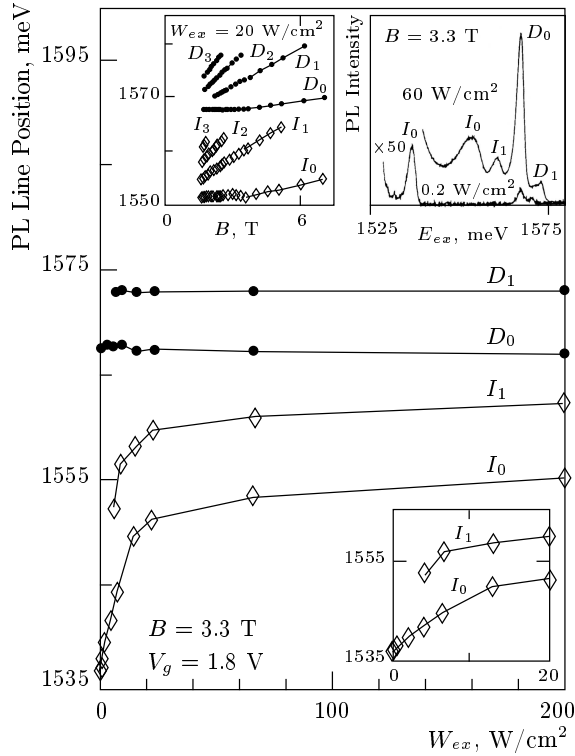 PL Line Position, meV
1595
1575
1555
1535
W_ex = 20 W/cm²
D₃
D₂
D₁
D₀
I₃
I₂
I₁
I₀
1570
1550
0
6
B, T
PL Intensity
B = 3.3 T
D₀
60 W/cm²
×50
I₀
I₀
I₁
D₁
0.2 W/cm²
1525
1575
E_ex, meV
D₁
D₀
I₁
I₀
B = 3.3 T
V_g = 1.8 V
I₁
I₀
1555
1535
0
20
0
100
200
W_ex, W/cm²